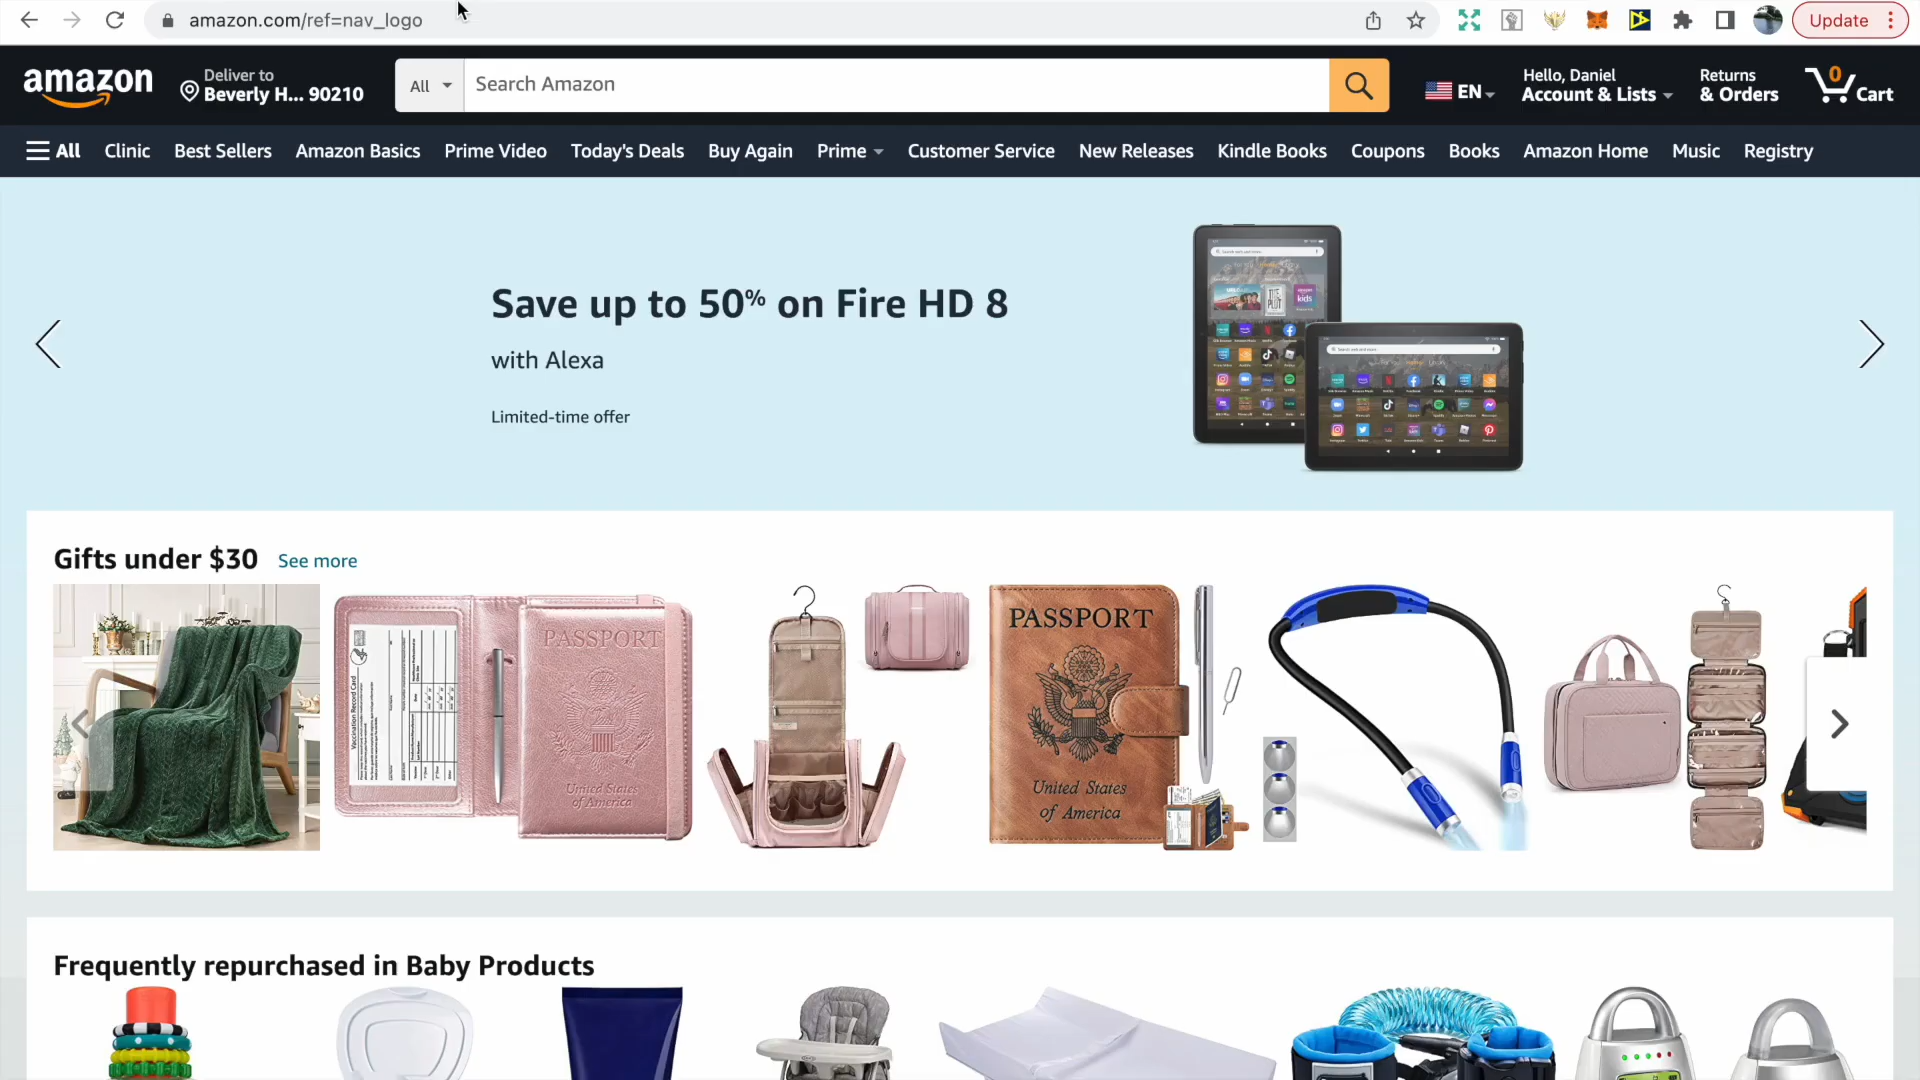 amazon.com/ref=nav_logo
Update
amazon
Deliver to
Beverly H... 90210
All
Search Amazon
EN
Hello, Daniel
Account & Lists
Returns
& Orders
0
Cart
All
Clinic
Best Sellers
Amazon Basics
Prime Video
Today's Deals
Buy Again
Prime
Customer Service
New Releases
Kindle Books
Coupons
Books
Amazon Home
Music
Registry
Save up to 50% on Fire HD 8
with Alexa
Limited-time offer
Gifts under $30
See more
Vaccination Record Card
PASSPORT
United States
of America
PASSPORT
United States
of America
Frequently repurchased in Baby Products